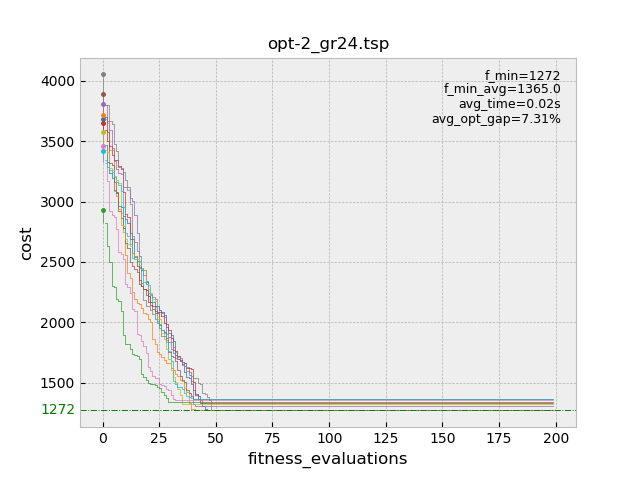 opt-2_gr24.tsp
f_min=1272
f_min_avg=1365.0
avg_time=0.02s
avg_opt_gap=7.31%
cost
4000
3500
3000
2500
2000
1500
1272
0 25 50 75 100 125 150 175 200
fitness_evaluations